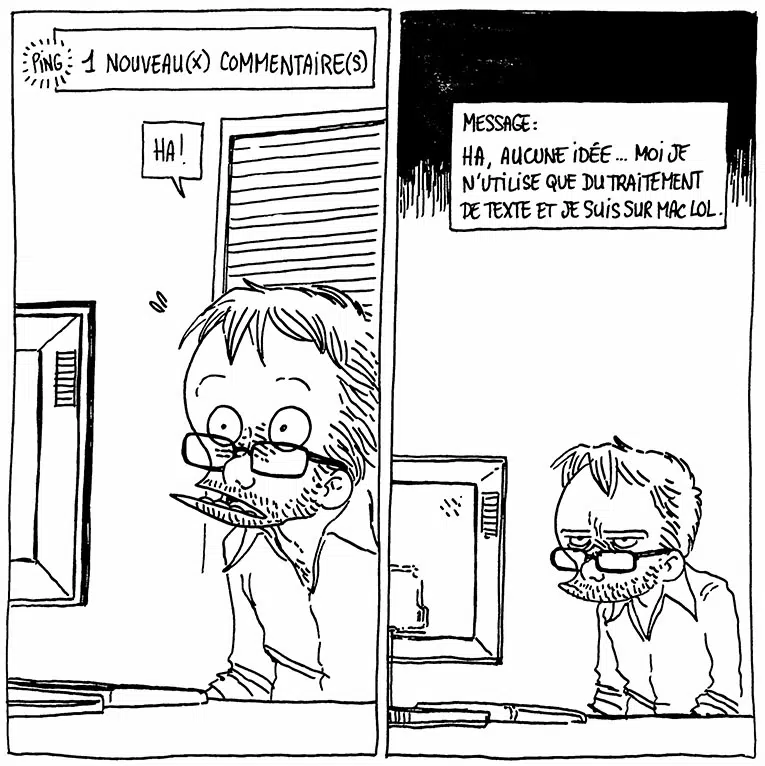 PING 1 NOUVEAU(X) COMMENTAIRE(S)
HA!
MESSAGE:
HA, AUCUNE IDÉE... MOI JE
N'UTILISE QUE DU TRAITEMENT
DE TEXTE ET JE SUIS SUR MAC LOL.